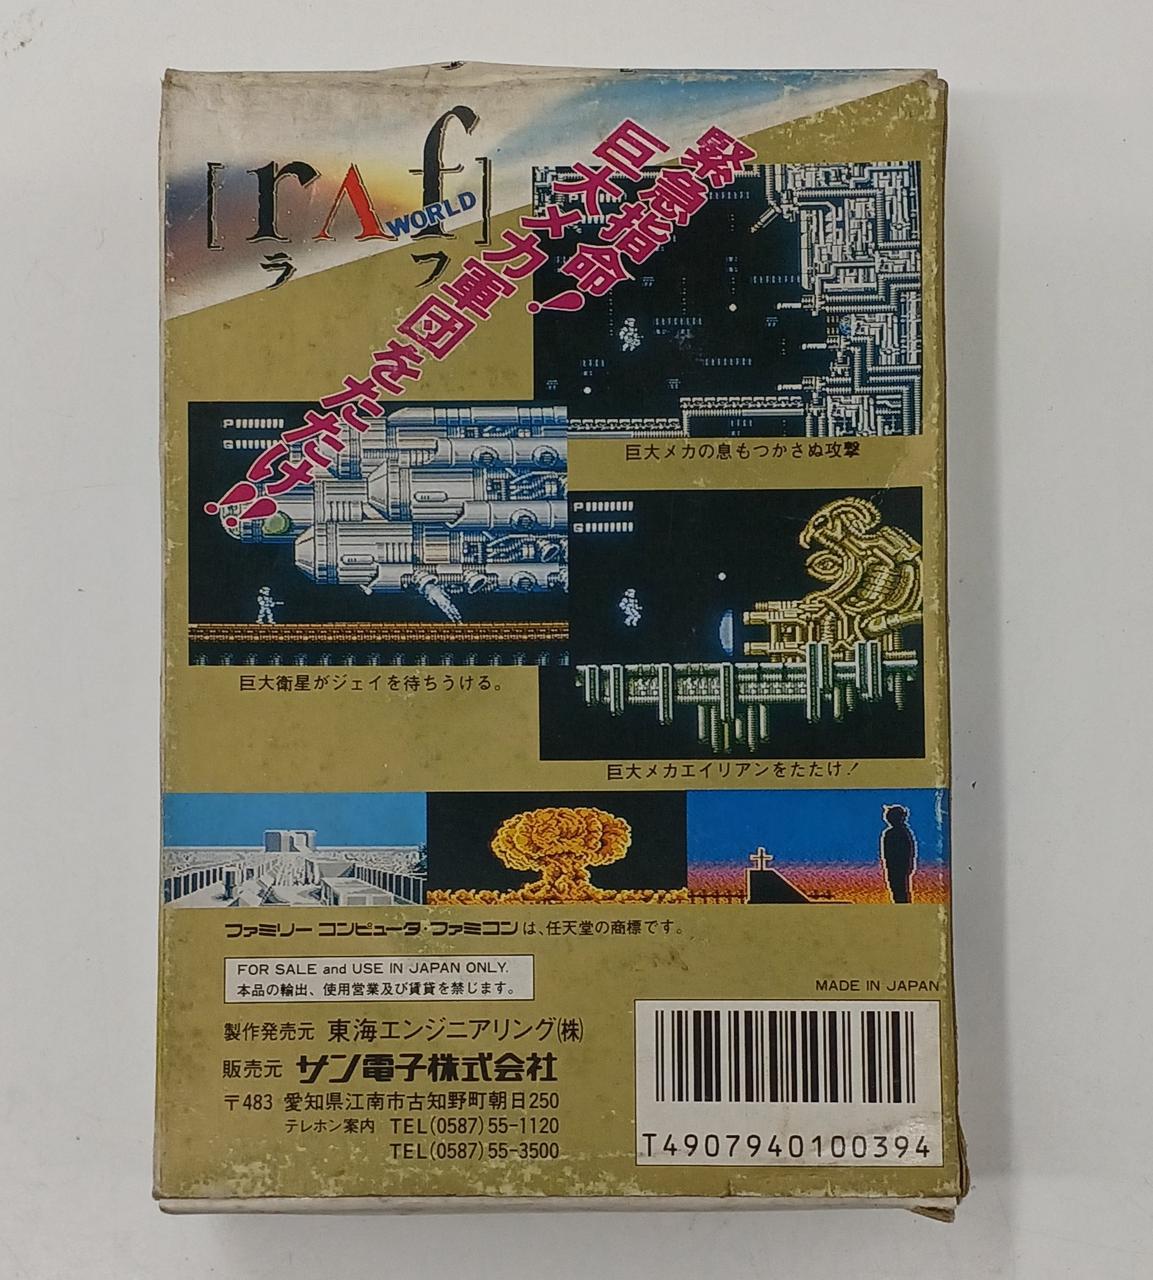 [rΛf]
WORLD
ラフ
緊急指命!
巨大メカ軍団をたたけ!!
巨大メカの息もつかさぬ攻撃
P
G
巨大衛星がジェイを待ちうける。
P
G
巨大メカエイリアンをたたけ!
ファミリーコンピュータ・ファミコンは、任天堂の商標です。
FOR SALE and USE IN JAPAN ONLY.
本品の輸出、使用営業及び賃貸を禁じます。
MADE IN JAPAN
製作発売元 東海エンジニアリング(株)
販売元 サン電子株式会社
〒483 愛知県江南市古知野町朝日250
テレホン案内 TEL(0587)55-1120
TEL(0587)55-3500
T4907940100394